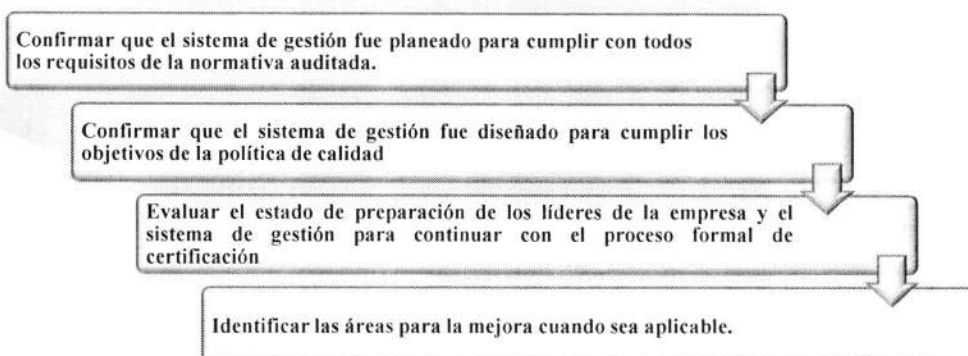 Confirmar que el sistema de gestión fue planeado para cumplir con todos
los requisitos de la normativa auditada.
Confirmar que el sistema de gestión fue diseñado para cumplir los
objetivos de la política de calidad
Evaluar el estado de preparación de los líderes de la empresa y el
sistema de gestión para continuar con el proceso formal de
certificación
Identificar las áreas para la mejora cuando sea aplicable.